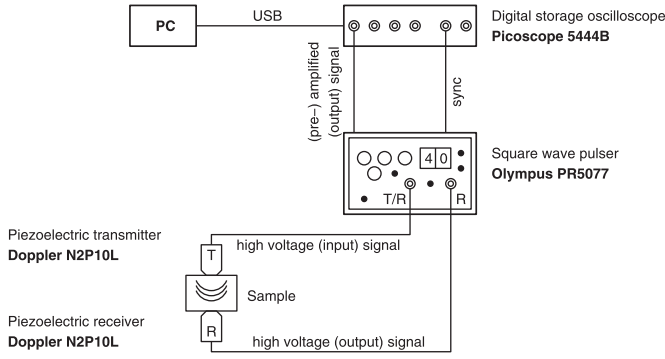 PC
USB
Digital storage oscilloscope
Picoscope 5444B
(pre−) amplified
(output) signal
sync
4 0
Square wave pulser
Olympus PR5077
T/R
R
Piezoelectric transmitter
Doppler N2P10L
high voltage (input) signal
T
Sample
Piezoelectric receiver
Doppler N2P10L
R
high voltage (output) signal